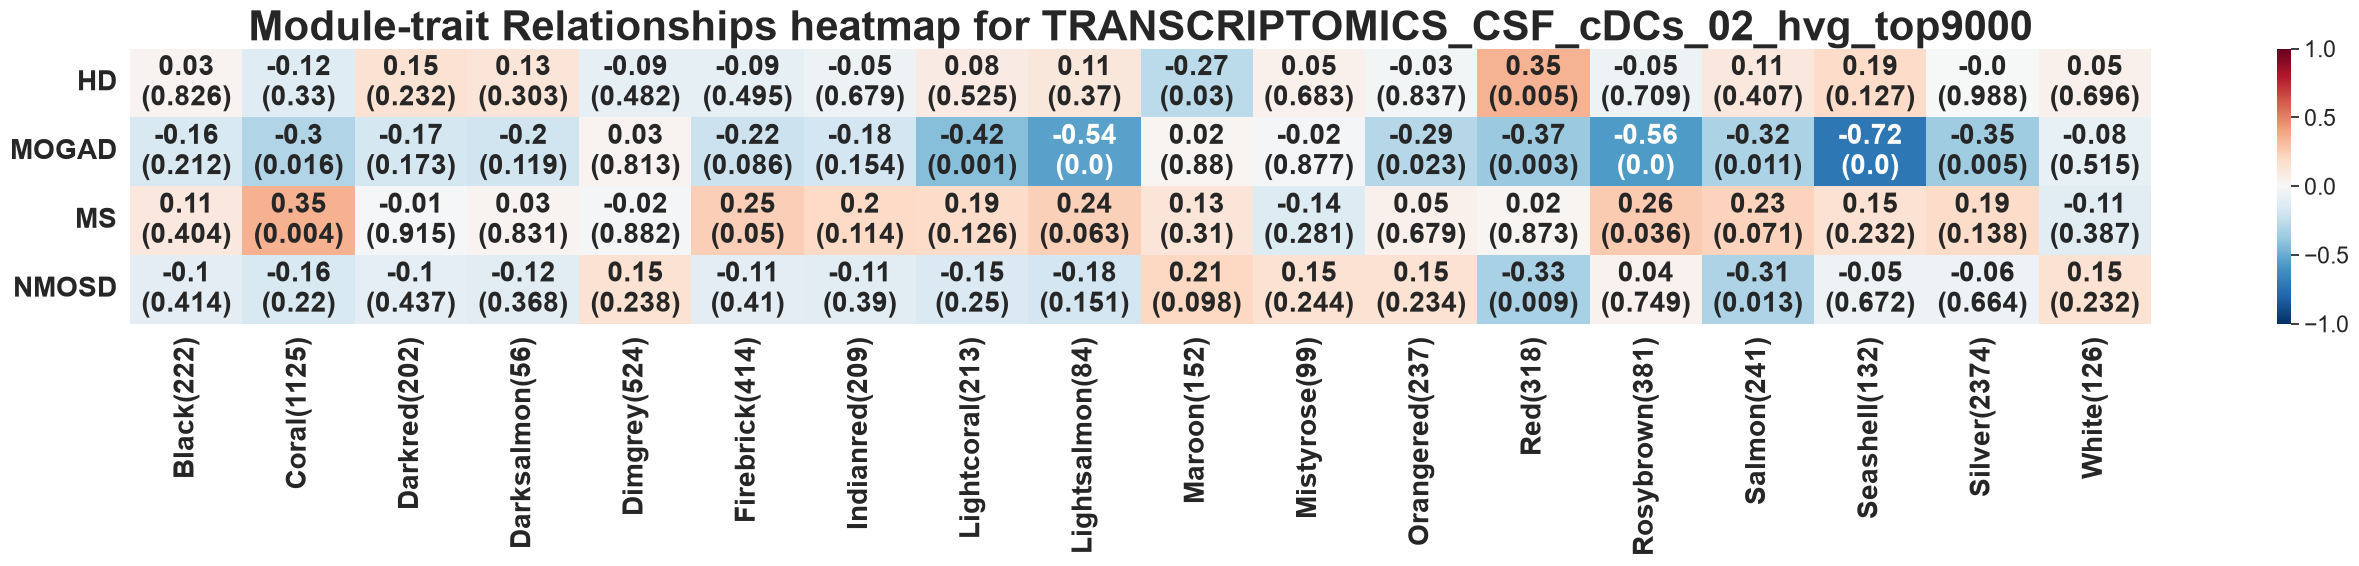 Module-trait Relationships heatmap for TRANSCRIPTOMICS_CSF_cDCs_02_hvg_top9000
HD 0.03 -0.12 0.15 0.13 -0.09 -0.09 -0.05 0.08 0.11 -0.27 0.05 -0.03 0.35 -0.05 0.11 0.19 -0.0 0.05
(0.826) (0.33) (0.232) (0.303) (0.482) (0.495) (0.679) (0.525) (0.37) (0.03) (0.683) (0.837) (0.005) (0.709) (0.407) (0.127) (0.988) (0.696)
MOGAD -0.16 -0.3 -0.17 -0.2 0.03 -0.22 -0.18 -0.42 -0.54 0.02 -0.02 -0.29 -0.37 -0.56 -0.32 -0.72 -0.35 -0.08
(0.212) (0.016) (0.173) (0.119) (0.813) (0.086) (0.154) (0.001) (0.0) (0.88) (0.877) (0.023) (0.003) (0.0) (0.011) (0.0) (0.005) (0.515)
MS 0.11 0.35 -0.01 0.03 -0.02 0.25 0.2 0.19 0.24 0.13 -0.14 0.05 0.02 0.26 0.23 0.15 0.19 -0.11
(0.404) (0.004) (0.915) (0.831) (0.882) (0.05) (0.114) (0.126) (0.063) (0.31) (0.281) (0.679) (0.873) (0.036) (0.071) (0.232) (0.138) (0.387)
NMOSD -0.1 -0.16 -0.1 -0.12 0.15 -0.11 -0.11 -0.15 -0.18 0.21 0.15 0.15 -0.33 0.04 -0.31 -0.05 -0.06 0.15
(0.414) (0.22) (0.437) (0.368) (0.238) (0.41) (0.39) (0.25) (0.151) (0.098) (0.244) (0.234) (0.009) (0.749) (0.013) (0.672) (0.664) (0.232)
Black(222)
Coral(1125)
Darkred(202)
Darksalmon(56)
Dimgrey(524)
Firebrick(414)
Indianred(209)
Lightcoral(213)
Lightsalmon(84)
Maroon(152)
Mistyrose(99)
Orangered(237)
Red(318)
Rosybrown(381)
Salmon(241)
Seashell(132)
Silver(2374)
White(126)
1.0
0.5
0.0
−0.5
−1.0